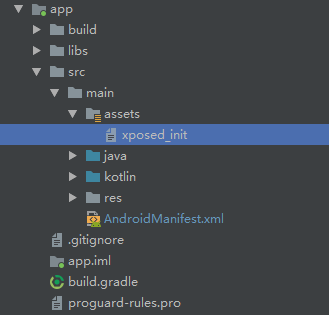 app
build
libs
src
main
assets
xposed_init
java
kotlin
res
AndroidManifest.xml
.gitignore
app.iml
build.gradle
proguard-rules.pro